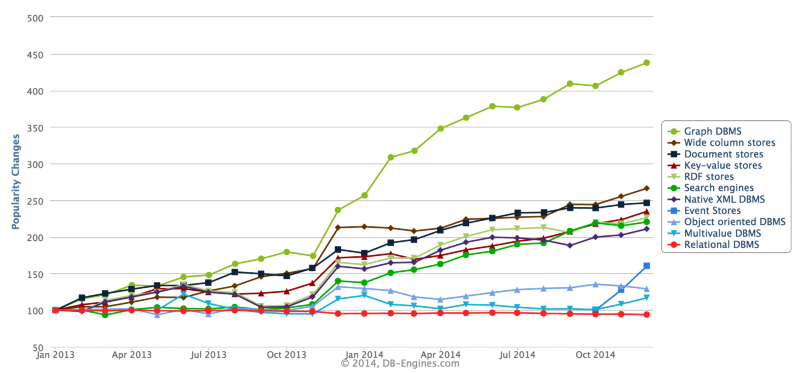 500
450
400
350
300
250
200
150
100
50
Popularity Changes
Jan 2013
Apr 2013
Jul 2013
Oct 2013
Jan 2014
Apr 2014
Jul 2014
Oct 2014
© 2014, DB-Engines.com
Graph DBMS
Wide column stores
Document stores
Key-value stores
RDF stores
Search engines
Native XML DBMS
Event Stores
Object oriented DBMS
Multivalue DBMS
Relational DBMS